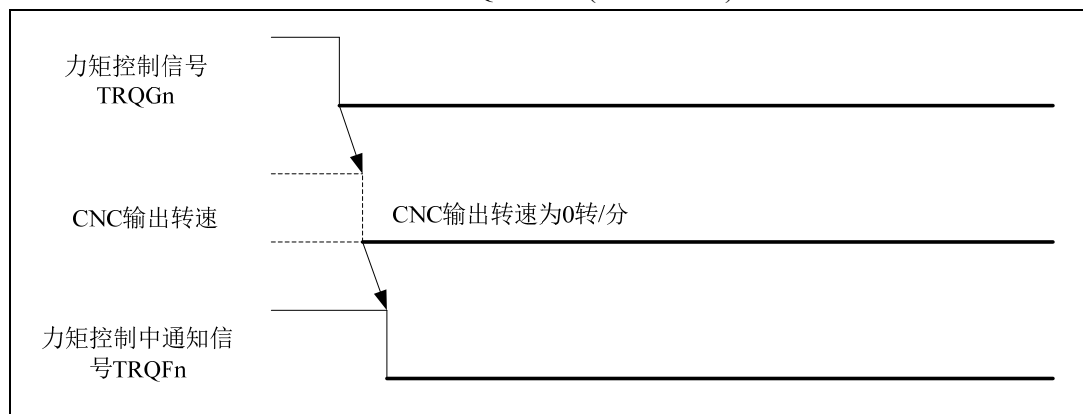 力矩控制信号
TRQGn
CNC输出转速
CNC输出转速为0转/分
力矩控制中通知信
号TRQFn